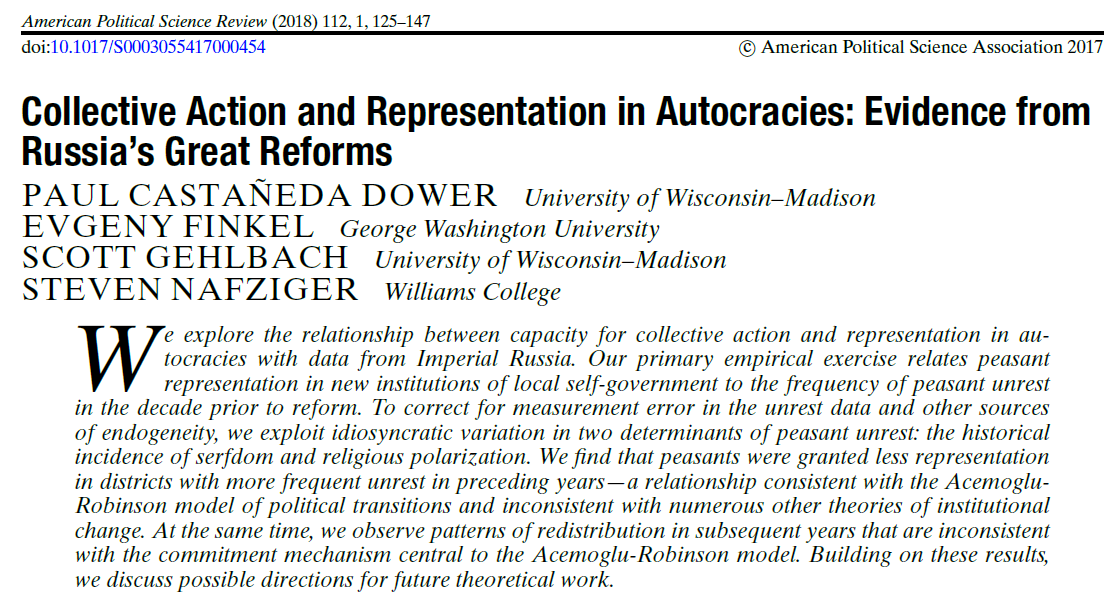 American Political Science Review (2018) 112, 1, 125–147
doi:10.1017/S0003055417000454 © American Political Science Association 2017
Collective Action and Representation in Autocracies: Evidence from
Russia’s Great Reforms
PAUL CASTAÑEDA DOWER University of Wisconsin–Madison
EVGENY FINKEL George Washington University
SCOTT GEHLBACH University of Wisconsin–Madison
STEVEN NAFZIGER Williams College
We explore the relationship between capacity for collective action and representation in au-
tocracies with data from Imperial Russia. Our primary empirical exercise relates peasant
representation in new institutions of local self-government to the frequency of peasant unrest
in the decade prior to reform. To correct for measurement error in the unrest data and other sources
of endogeneity, we exploit idiosyncratic variation in two determinants of peasant unrest: the historical
incidence of serfdom and religious polarization. We find that peasants were granted less representation
in districts with more frequent unrest in preceding years—a relationship consistent with the Acemoglu-
Robinson model of political transitions and inconsistent with numerous other theories of institutional
change. At the same time, we observe patterns of redistribution in subsequent years that are inconsistent
with the commitment mechanism central to the Acemoglu-Robinson model. Building on these results,
we discuss possible directions for future theoretical work.